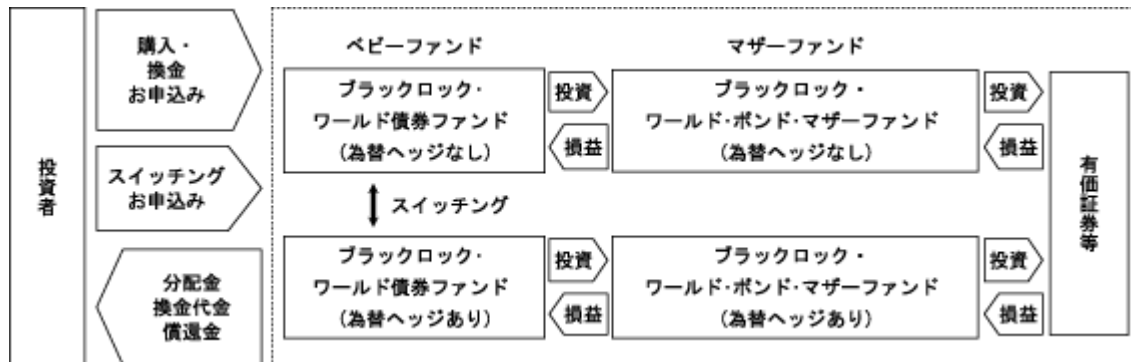 投資者
購入・
換金
お申込み
スイッチング
お申込み
分配金
換金代金
償還金
ベビーファンド
ブラックロック・
ワールド債券ファンド
(為替ヘッジなし)
投資
損益
マザーファンド
ブラックロック・
ワールド・ボンド・マザーファンド
(為替ヘッジなし)
投資
損益
スイッチング
ブラックロック・
ワールド債券ファンド
(為替ヘッジあり)
投資
損益
ブラックロック・
ワールド・ボンド・マザーファンド
(為替ヘッジあり)
投資
損益
有価証券等